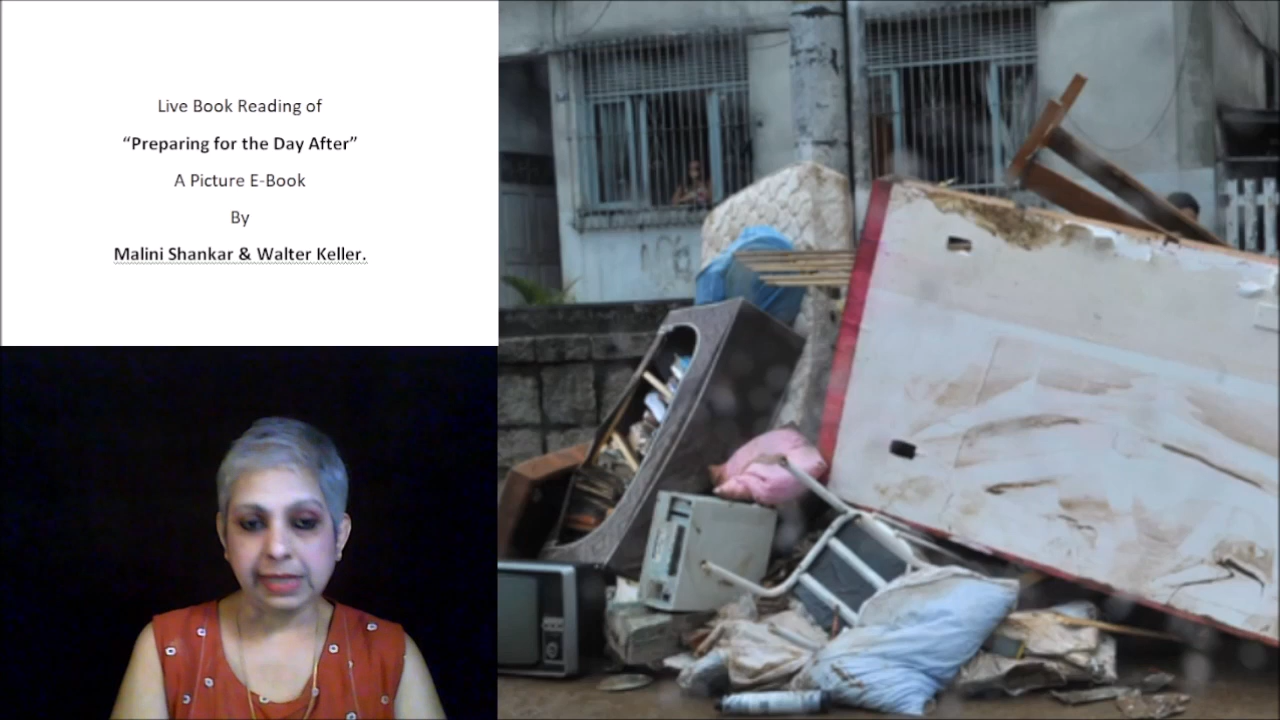 Live Book Reading of
“Preparing for the Day After”
A Picture E-Book
By
Malini Shankar & Walter Keller.